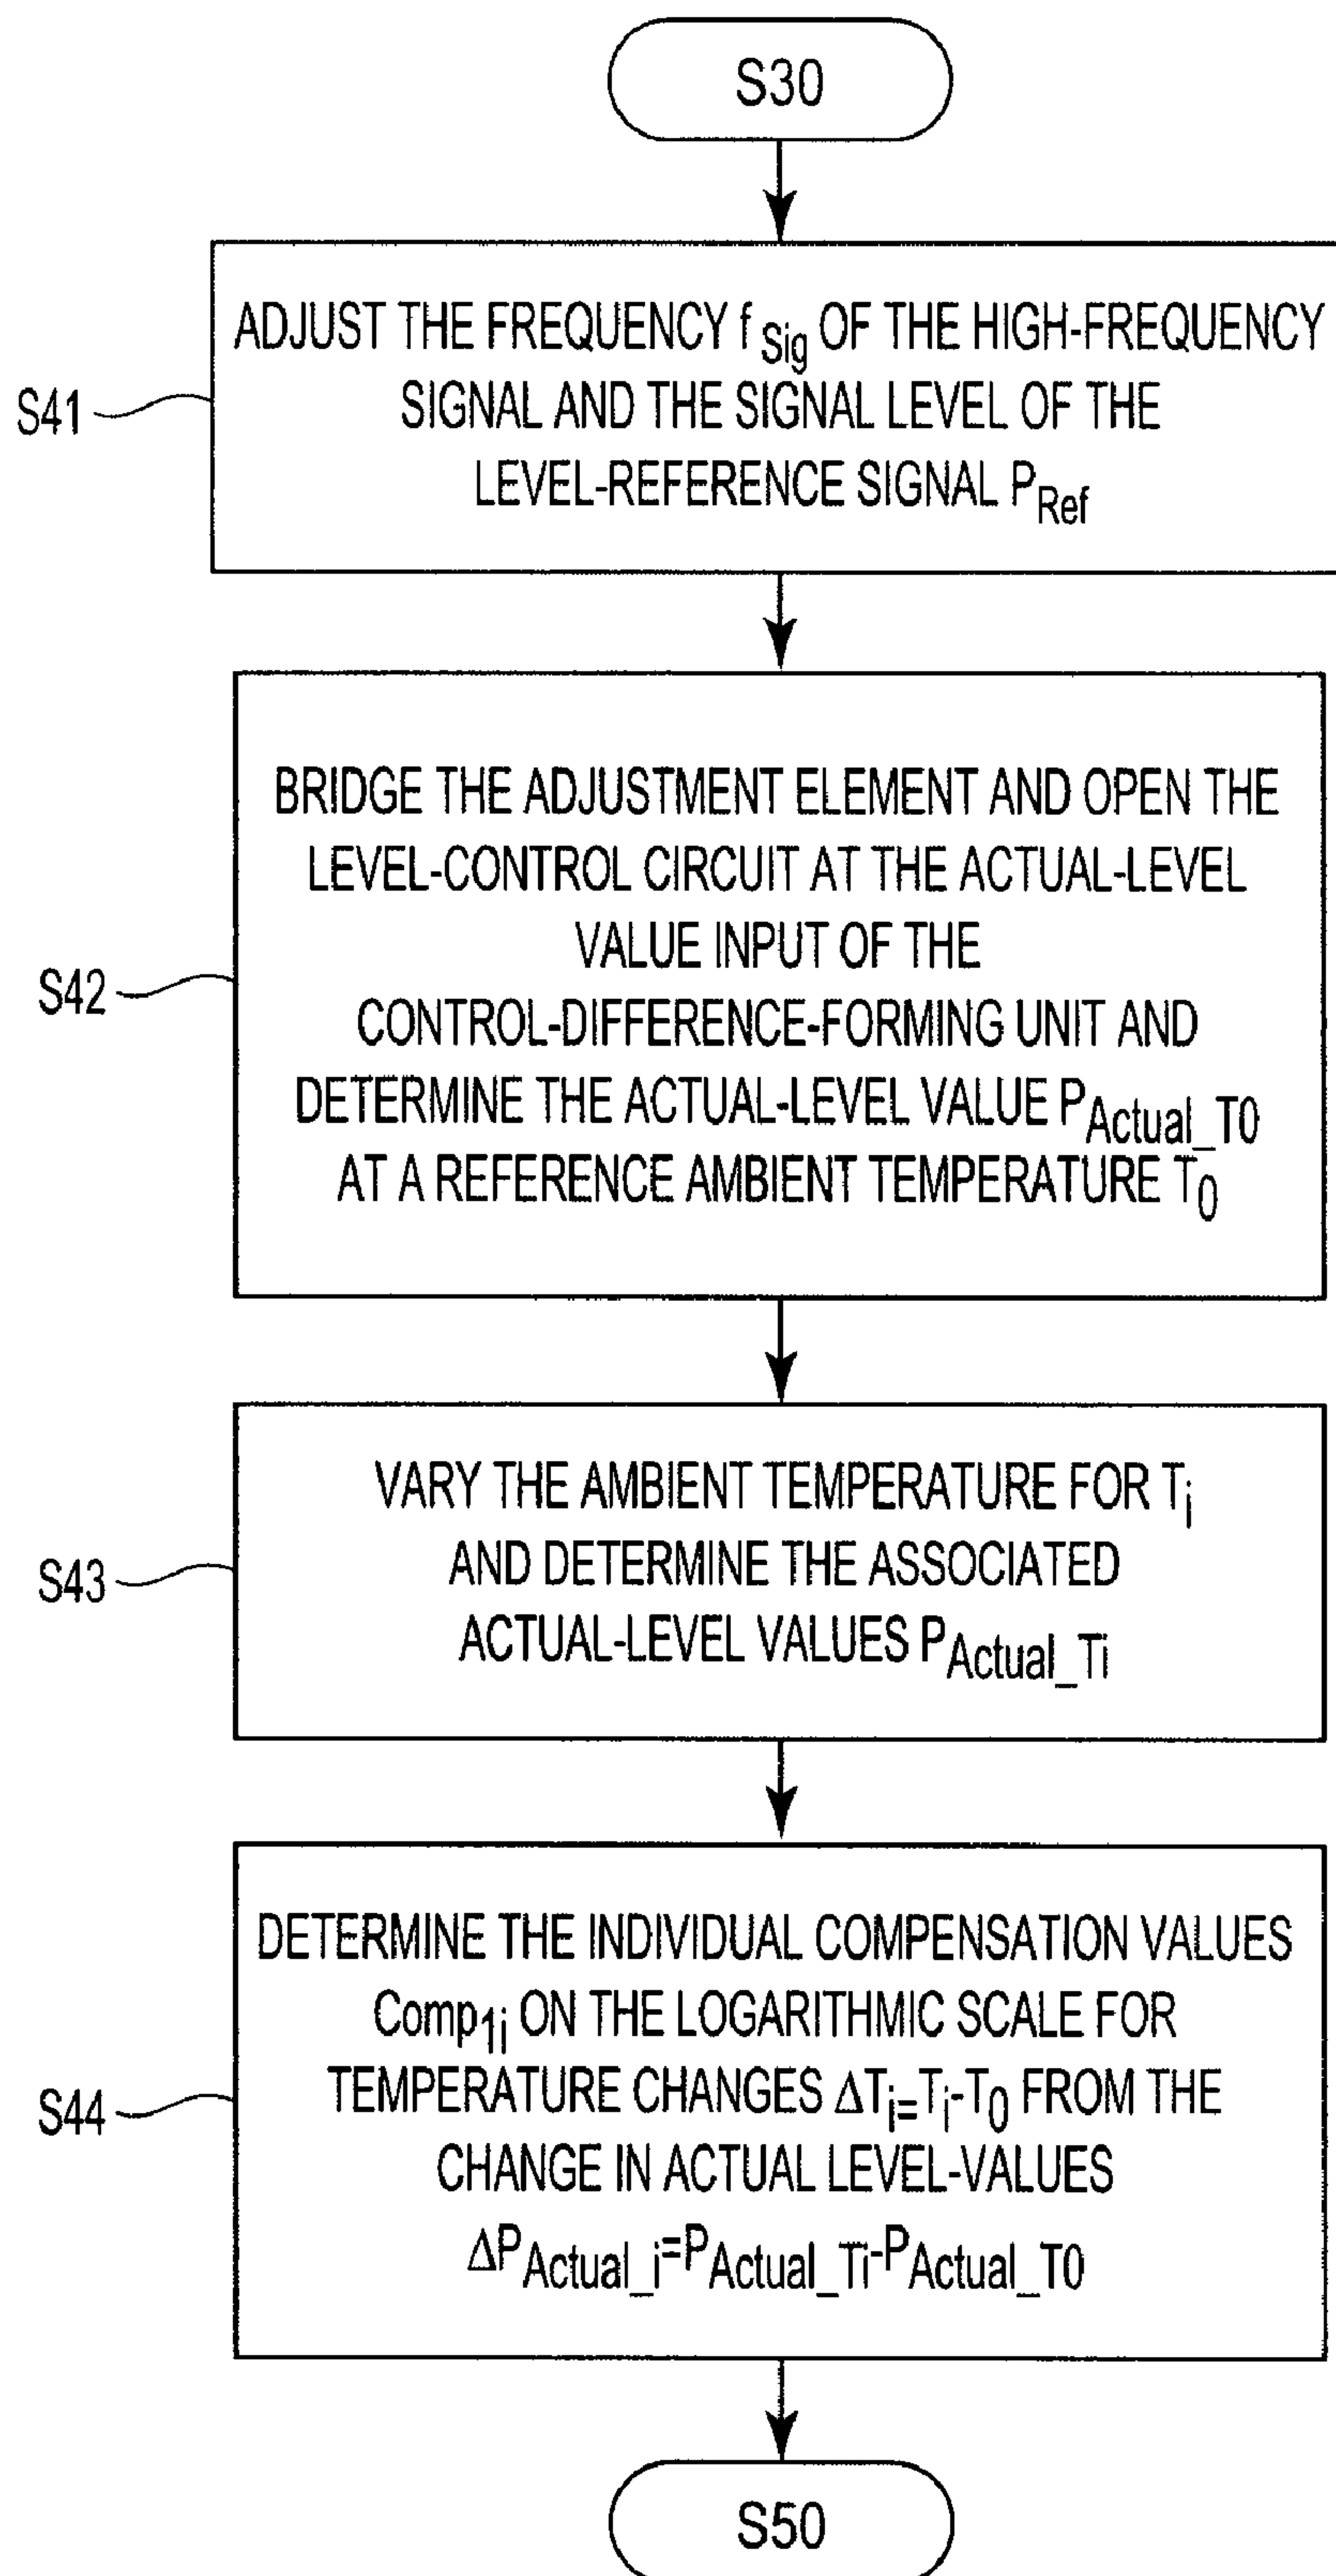 S30
S41
ADJUST THE FREQUENCY f Sig OF THE HIGH-FREQUENCY
SIGNAL AND THE SIGNAL LEVEL OF THE
LEVEL-REFERENCE SIGNAL PRef
S42
BRIDGE THE ADJUSTMENT ELEMENT AND OPEN THE
LEVEL-CONTROL CIRCUIT AT THE ACTUAL-LEVEL
VALUE INPUT OF THE
CONTROL-DIFFERENCE-FORMING UNIT AND
DETERMINE THE ACTUAL-LEVEL VALUE PActual_T0
AT A REFERENCE AMBIENT TEMPERATURE T0
S43
VARY THE AMBIENT TEMPERATURE FOR Ti
AND DETERMINE THE ASSOCIATED
ACTUAL-LEVEL VALUES PActual_Ti
S44
DETERMINE THE INDIVIDUAL COMPENSATION VALUES
Comp1i ON THE LOGARITHMIC SCALE FOR
TEMPERATURE CHANGES ΔTi=Ti-T0 FROM THE
CHANGE IN ACTUAL LEVEL-VALUES
ΔPActual_i=PActual_Ti-PActual_T0
S50